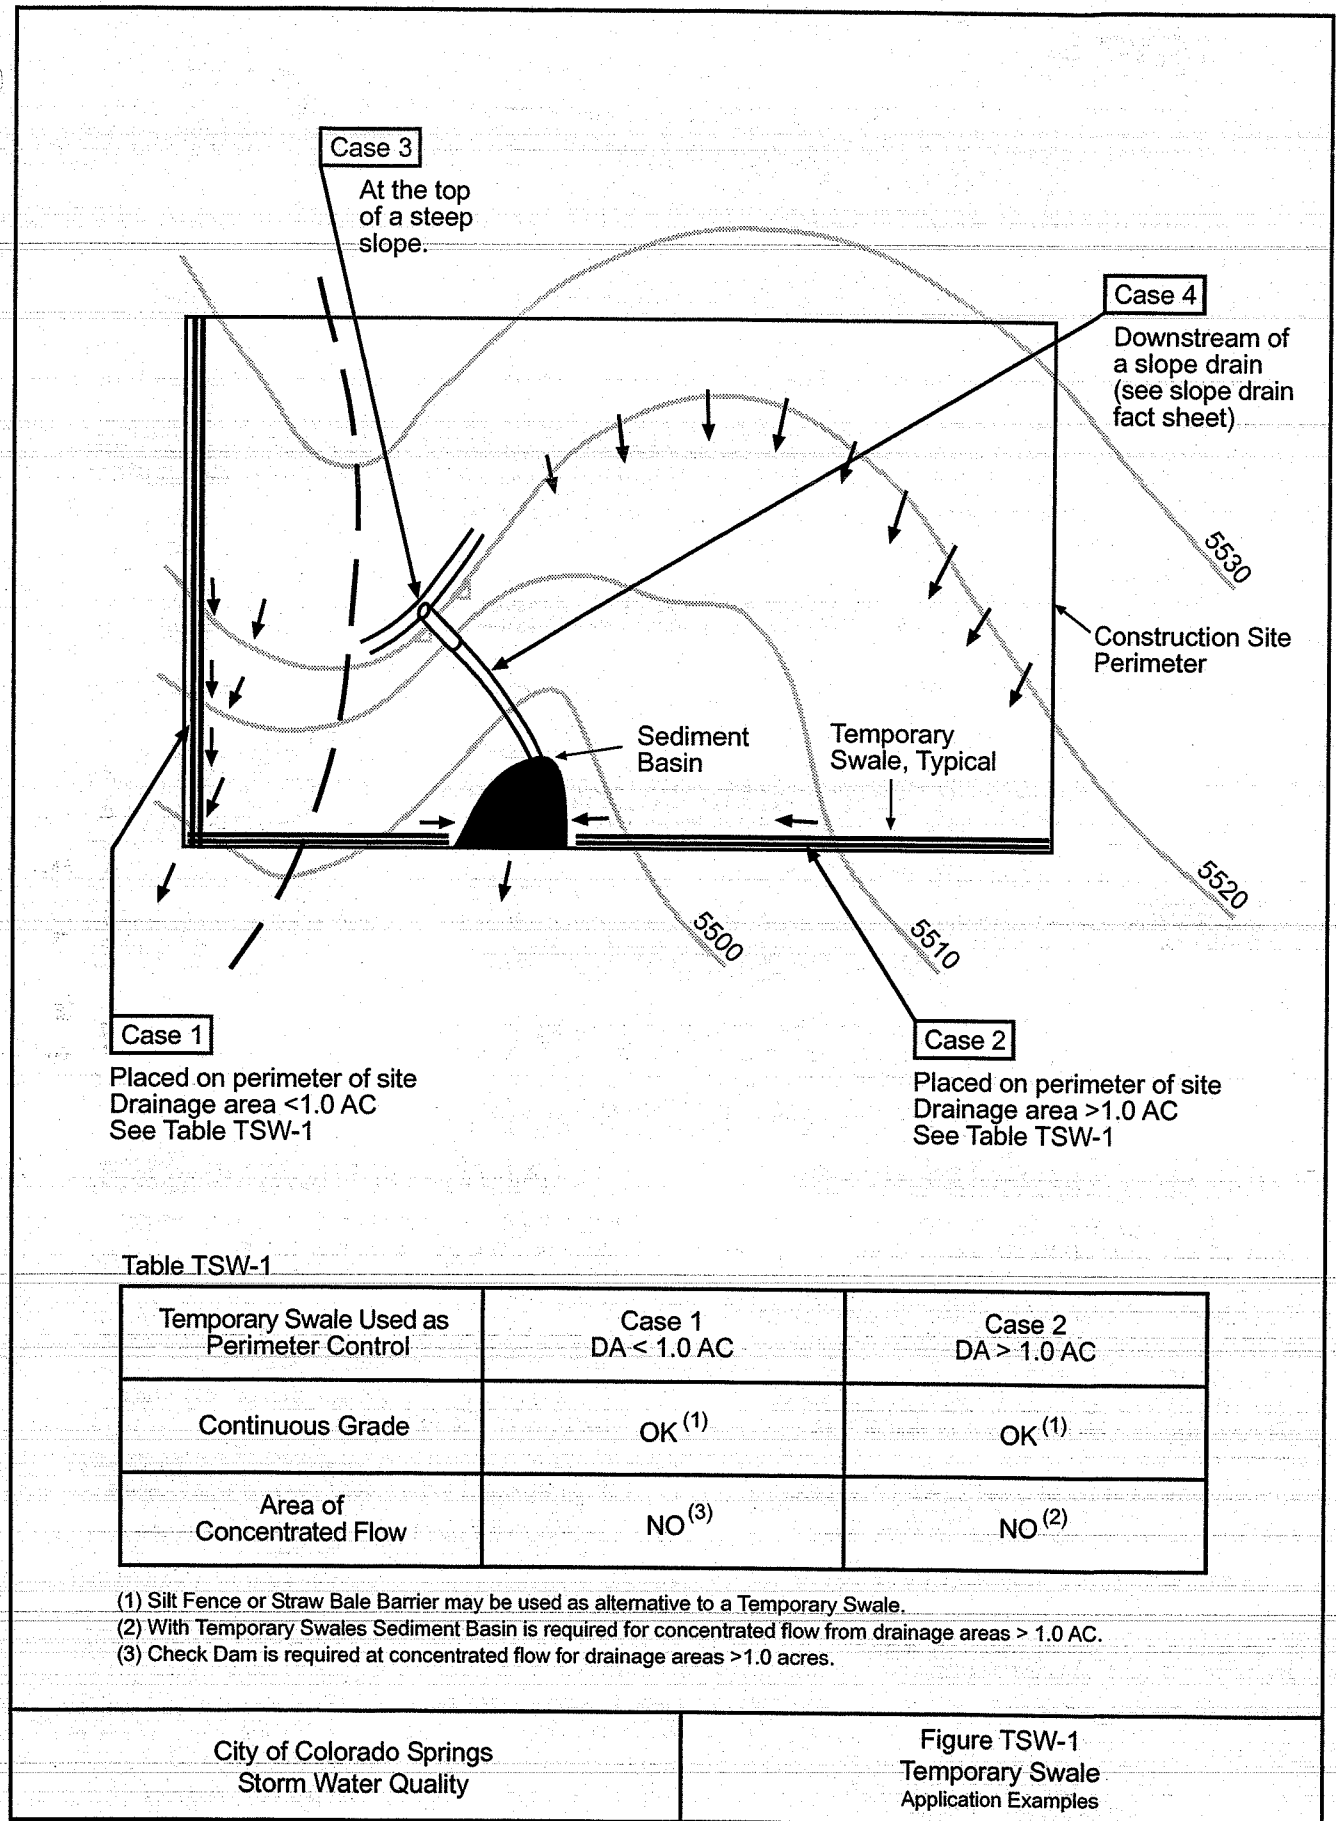 Case 3
At the top
of a steep
slope.
Case 4
Downstream of
a slope drain
(see slope drain
fact sheet)
5530
Construction Site
Perimeter
Sediment
Basin
Temporary
Swale, Typical
5520
5510
5500
Case 1
Placed on perimeter of site
Drainage area <1.0 AC
See Table TSW-1
Case 2
Placed on perimeter of site
Drainage area >1.0 AC
See Table TSW-1
Table TSW-1
Temporary Swale Used as
Perimeter Control
Case 1
DA < 1.0 AC
Case 2
DA > 1.0 AC
Continuous Grade
OK (1)
OK (1)
Area of
Concentrated Flow
NO (3)
NO (2)
(1) Silt Fence or Straw Bale Barrier may be used as alternative to a Temporary Swale.
(2) With Temporary Swales Sediment Basin is required for concentrated flow from drainage areas > 1.0 AC.
(3) Check Dam is required at concentrated flow for drainage areas >1.0 acres.
City of Colorado Springs
Storm Water Quality
Figure TSW-1
Temporary Swale
Application Examples